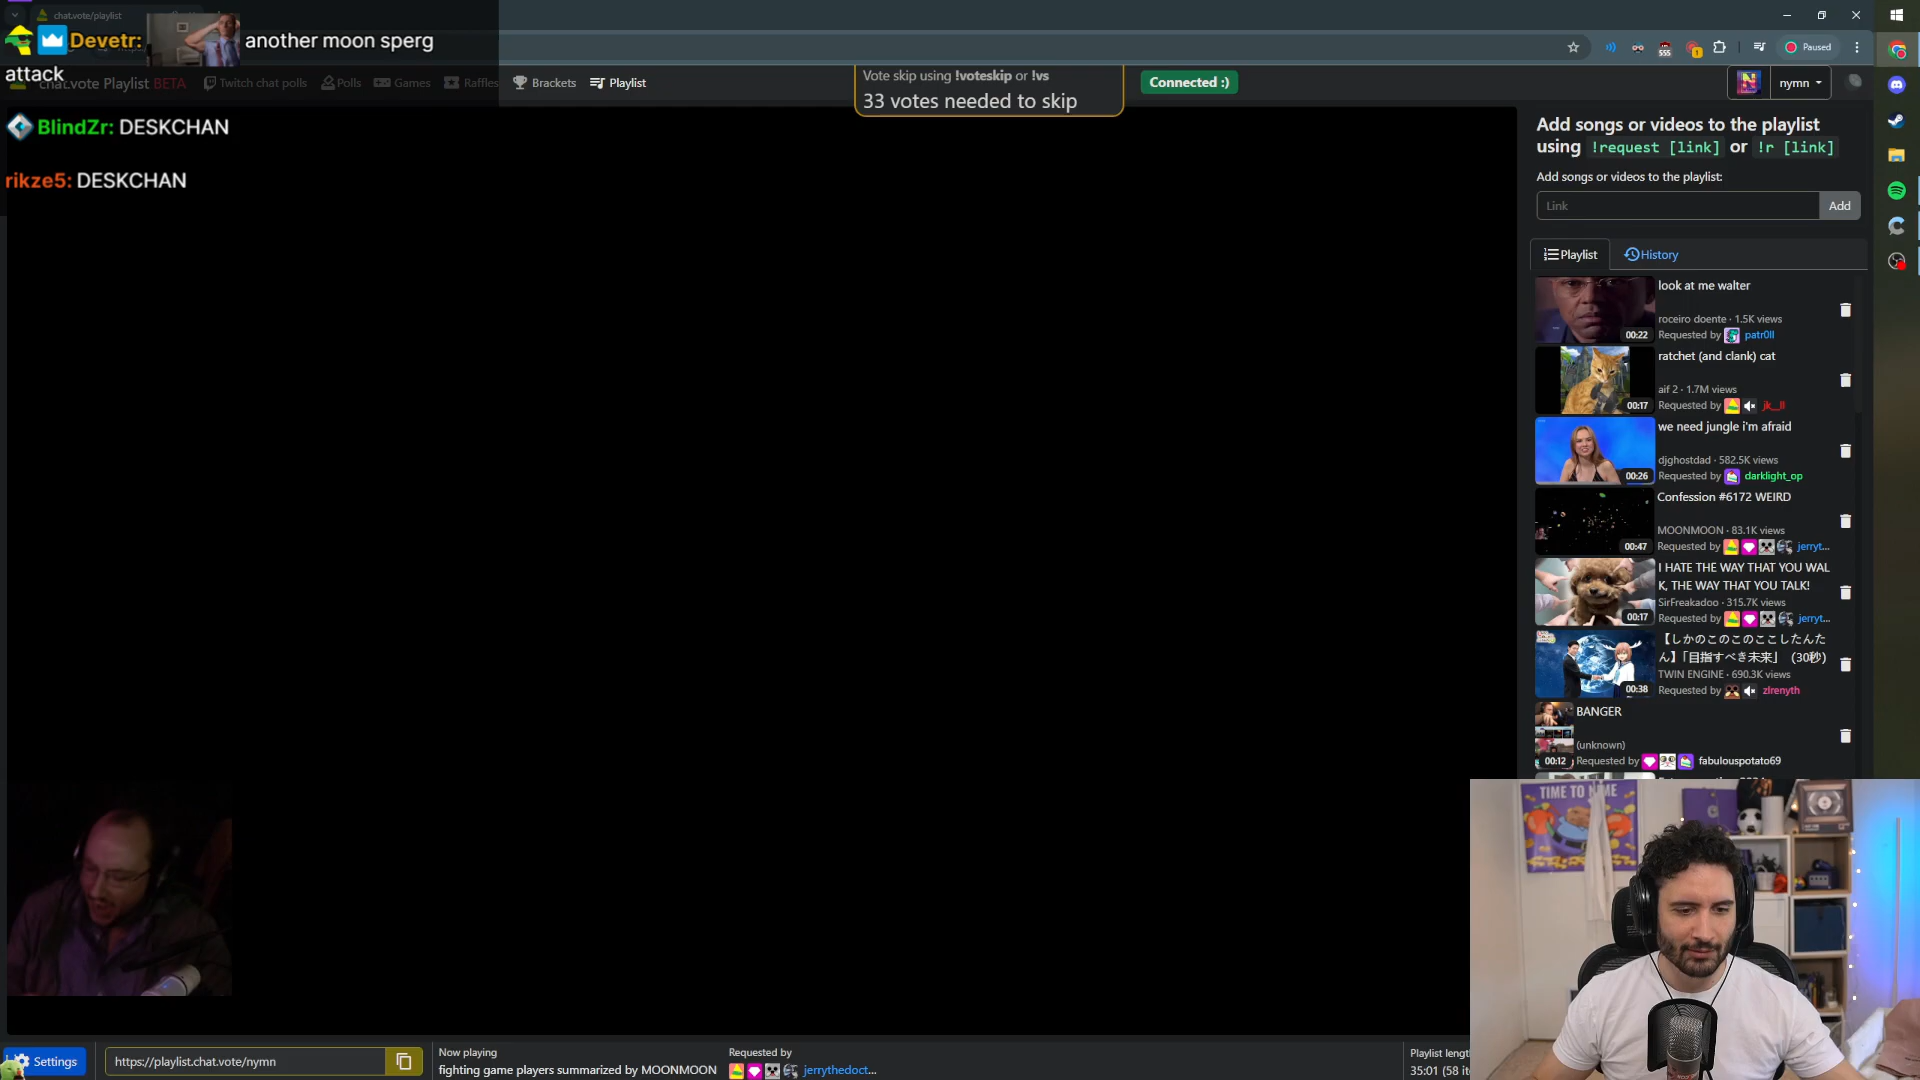 chat.vote/playlist
Devetr: another moon sperg
attack
chat.vote Playlist BETA
Twitch chat polls
Polls
Games
Raffles
Brackets
Playlist
Vote skip using !voteskip or !vs
33 votes needed to skip
Connected :)
Paused
nymn
BlindZr: DESKCHAN
rikze5: DESKCHAN
Add songs or videos to the playlist
using !request [link] or !r [link]
Add songs or videos to the playlist:
Link
Add
Playlist
History
look at me walter
roceiro doente · 1.5K views
00:22
Requested by patr0ll
ratchet (and clank) cat
aif 2 · 1.7M views
00:17
Requested by jk__ll
we need jungle i'm afraid
djghostdad · 582.5K views
00:26
Requested by darklight_op
Confession #6172 WEIRD
MOONMOON · 83.1K views
00:47
Requested by jerryt...
I HATE THE WAY THAT YOU WAL
K, THE WAY THAT YOU TALK!
SirFreakadoo · 315.7K views
00:17
Requested by jerryt...
【しかのこのこのここしたんた
ん】「目指すべき未来」（30秒）
TWIN ENGINE · 690.3K views
00:38
Requested by zlrenyth
BANGER
(unknown)
00:12
Requested by fabulouspotato69
TIME TO
Settings
https://playlist.chat.vote/nymn
Now playing
fighting game players summarized by MOONMOON
Requested by
jerrythedoct...
Playlist lengt
35:01 (58 it